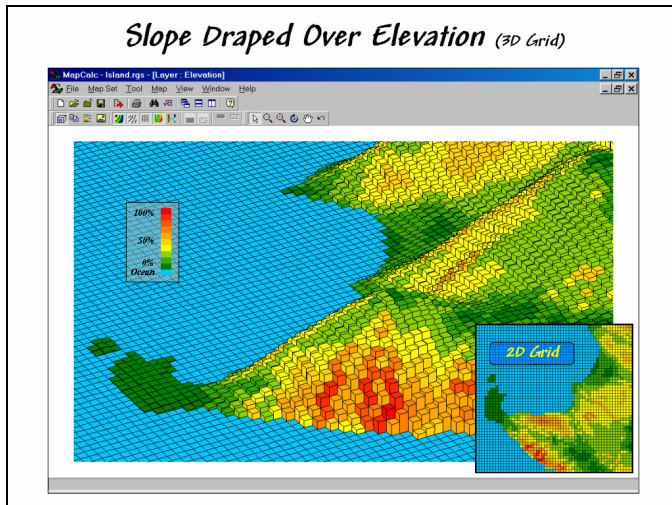 Slope Draped Over Elevation (3D Grid)
MapCalc - Island.rgs - [Layer : Elevation]
File Map Set Tool Map View Window Help
100%
50%
0%
Ocean
2D Grid